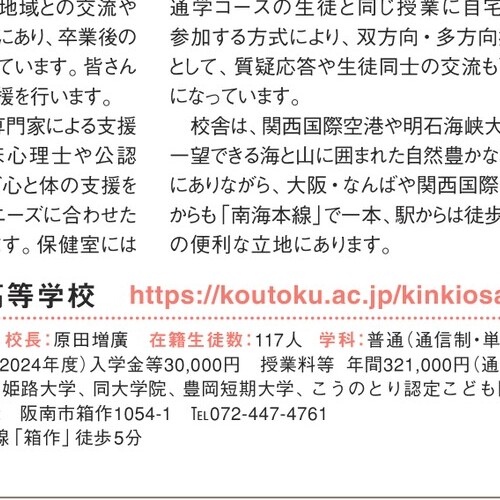 地域との交流や
にあり、卒業後の
ています。皆さん
援を行います。
専門家による支援
床心理士や公認
ご心と体の支援を
ニーズに合わせた
す。保健室には
通学コースの生徒と同じ授業に自宅
参加する方式により、双方向・多方向
として、質疑応答や生徒同士の交流も
になっています。
校舎は、関西国際空港や明石海峡大
一望できる海と山に囲まれた自然豊かな
にありながら、大阪・なんばや関西国際
からも「南海本線」で一本、駅からは徒歩
の便利な立地にあります。
高等学校 https://koutoku.ac.jp/kinkiosa
校長:原田増廣 在籍生徒数:117人 学科:普通(通信制・単
2024年度)入学金等30,000円 授業料等 年間321,000円(通
姫路大学、同大学院、豊岡短期大学、こうのとり認定こども
阪南市箱作1054-1 ℡072-447-4761
線「箱作」徒歩5分